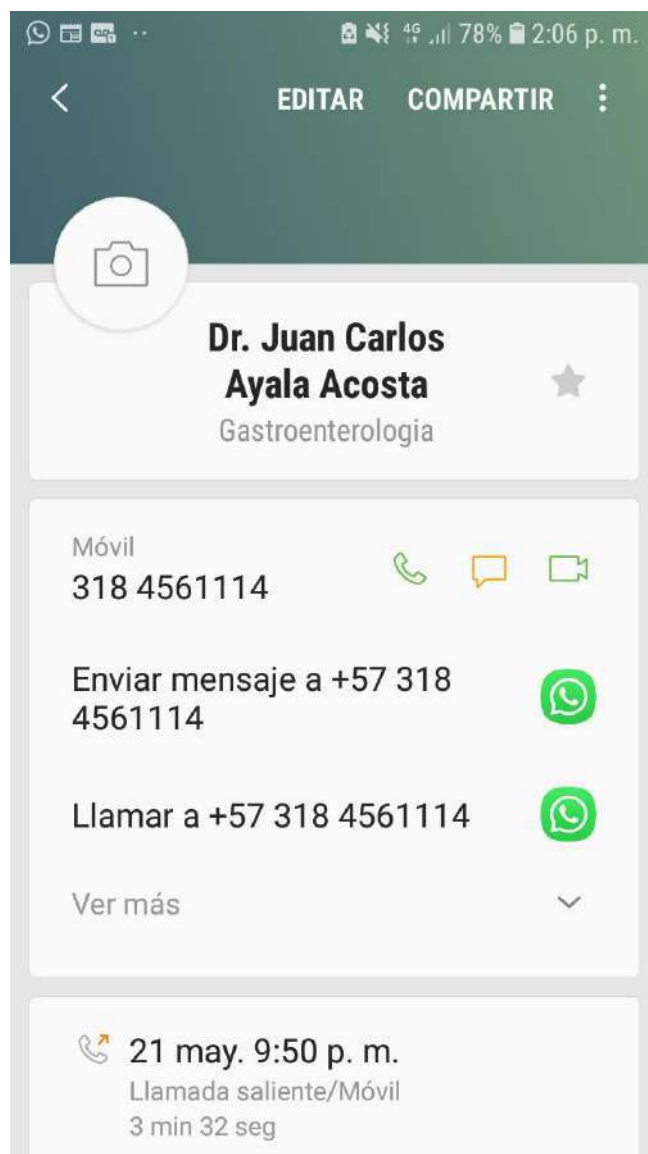 4G 78% 2:06 p. m.
EDITAR COMPARTIR
Dr. Juan Carlos
Ayala Acosta
Gastroenterologia
Móvil
318 4561114
Enviar mensaje a +57 318
4561114
Llamar a +57 318 4561114
Ver más
21 may. 9:50 p. m.
Llamada saliente/Móvil
3 min 32 seg